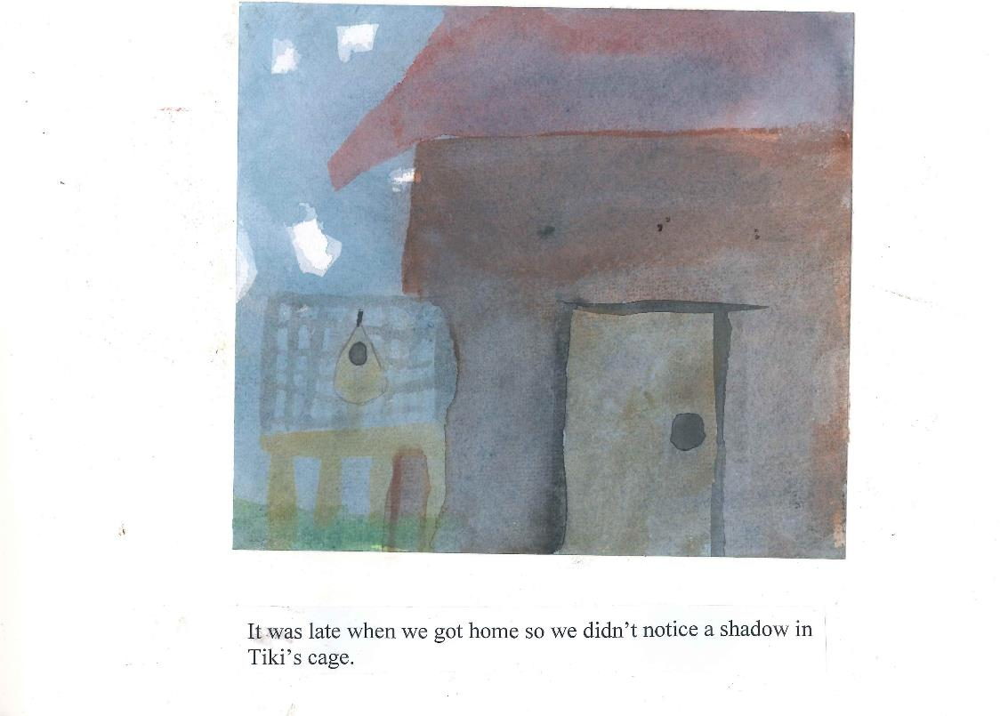 It was late when we got home so we didn't notice a shadow in
Tiki's cage.